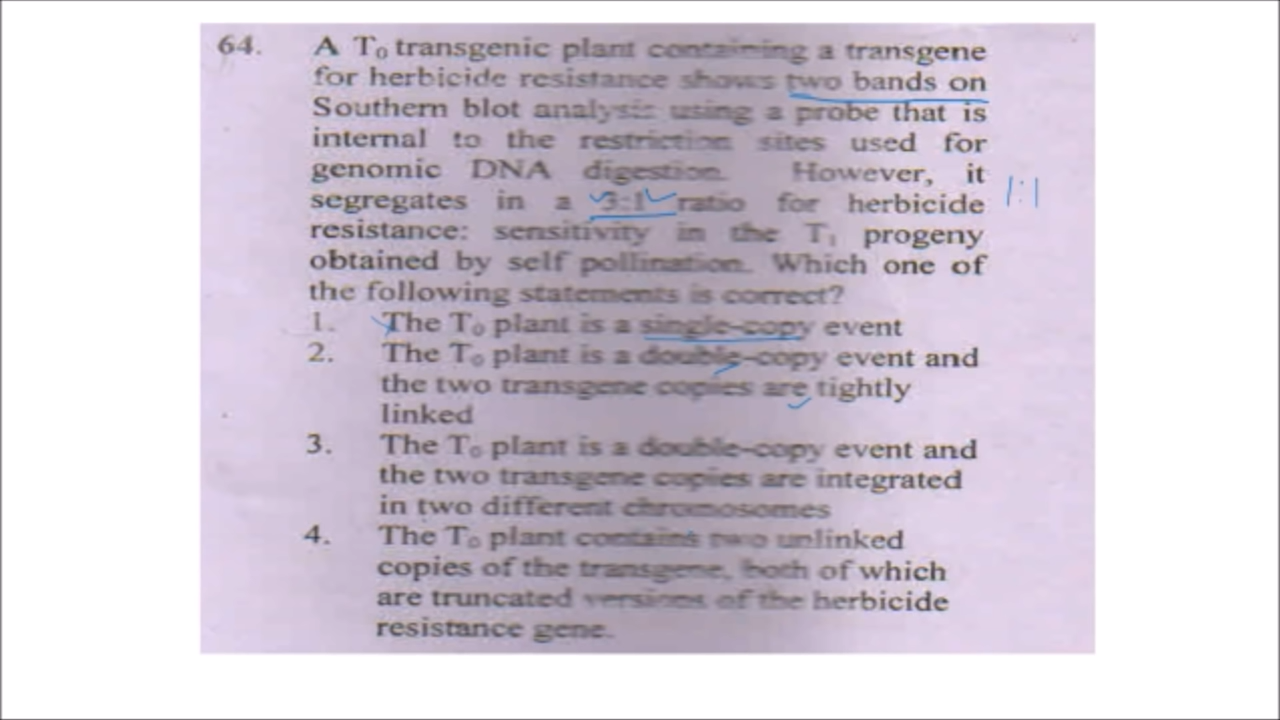 64. A T₀ transgenic plant containing a transgene
for herbicide resistance shows two bands on
Southern blot analysis using a probe that is
internal to the restriction sites used for
genomic DNA digestion. However, it
segregates in a 3:1 ratio for herbicide 1:1
resistance: sensitivity in the T₁ progeny
obtained by self pollination. Which one of
the following statements is correct?
1. The T₀ plant is a single-copy event
2. The T₀ plant is a double-copy event and
the two transgene copies are tightly
linked
3. The T₀ plant is a double-copy event and
the two transgene copies are integrated
in two different chromosomes
4. The T₀ plant contains two unlinked
copies of the transgene, both of which
are truncated versions of the herbicide
resistance gene.